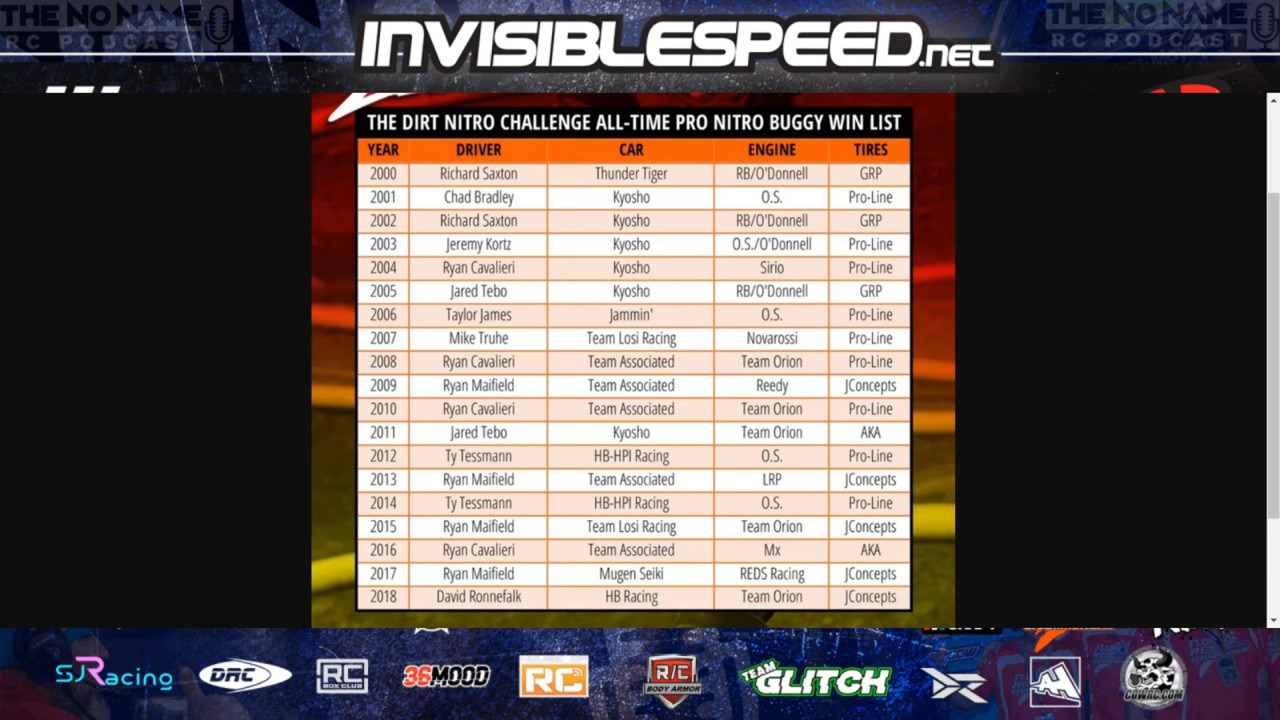 THE NO NAME
RC PODCAST
INVISIBLESPEED.net
THE NO NAME
RC PODCAST
THE DIRT NITRO CHALLENGE ALL-TIME PRO NITRO BUGGY WIN LIST
YEAR DRIVER CAR ENGINE TIRES
2000 Richard Saxton Thunder Tiger RB/O'Donnell GRP
2001 Chad Bradley Kyosho O.S. Pro-Line
2002 Richard Saxton Kyosho RB/O'Donnell GRP
2003 Jeremy Kortz Kyosho O.S./O'Donnell Pro-Line
2004 Ryan Cavalieri Kyosho Sirio Pro-Line
2005 Jared Tebo Kyosho RB/O'Donnell GRP
2006 Taylor James Jammin' O.S. Pro-Line
2007 Mike Truhe Team Losi Racing Novarossi Pro-Line
2008 Ryan Cavalieri Team Associated Team Orion Pro-Line
2009 Ryan Maifield Team Associated Reedy JConcepts
2010 Ryan Cavalieri Team Associated Team Orion Pro-Line
2011 Jared Tebo Kyosho Team Orion AKA
2012 Ty Tessmann HB-HPI Racing O.S. Pro-Line
2013 Ryan Maifield Team Associated LRP JConcepts
2014 Ty Tessmann HB-HPI Racing O.S. Pro-Line
2015 Ryan Maifield Team Losi Racing Team Orion JConcepts
2016 Ryan Cavalieri Team Associated Mx AKA
2017 Ryan Maifield Mugen Seiki REDS Racing JConcepts
2018 David Ronnefalk HB Racing Team Orion JConcepts
SJRacing
DRC
RC
BOX CLUB
36MOOD
RC
R/C
BODY ARMOR
TEAM
GLITCH
COWRC.COM